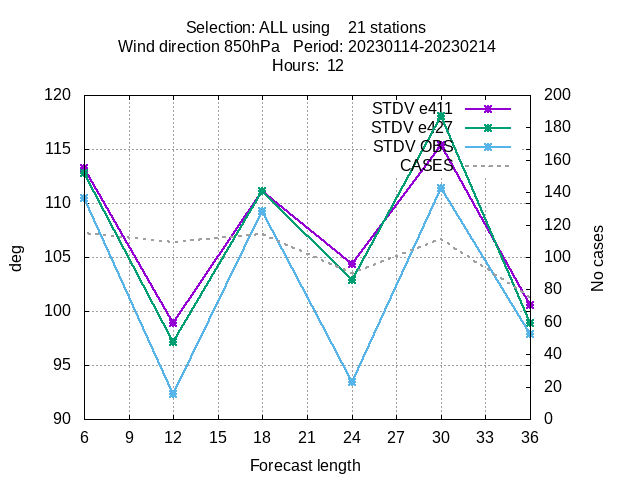 Selection: ALL using    21 stations
Wind direction 850hPa   Period: 20230114-20230214
Hours:  12
STDV e411
STDV e427
STDV OBS
CASES
120
115
110
105
100
95
90
200
180
160
140
120
100
80
60
40
20
0
deg
No cases
6 9 12 15 18 21 24 27 30 33 36
Forecast length